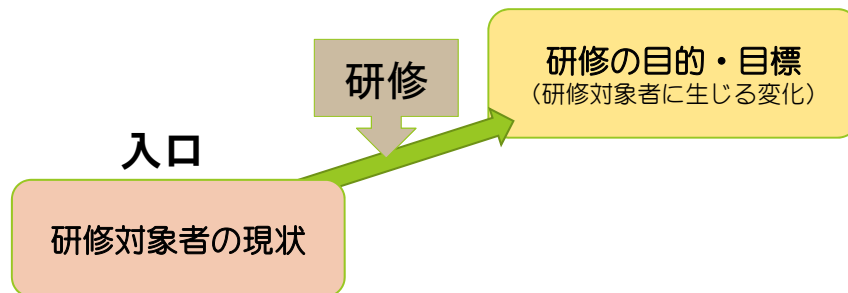 研修の目的・目標
（研修対象者に生じる変化）
研修
入口
研修対象者の現状